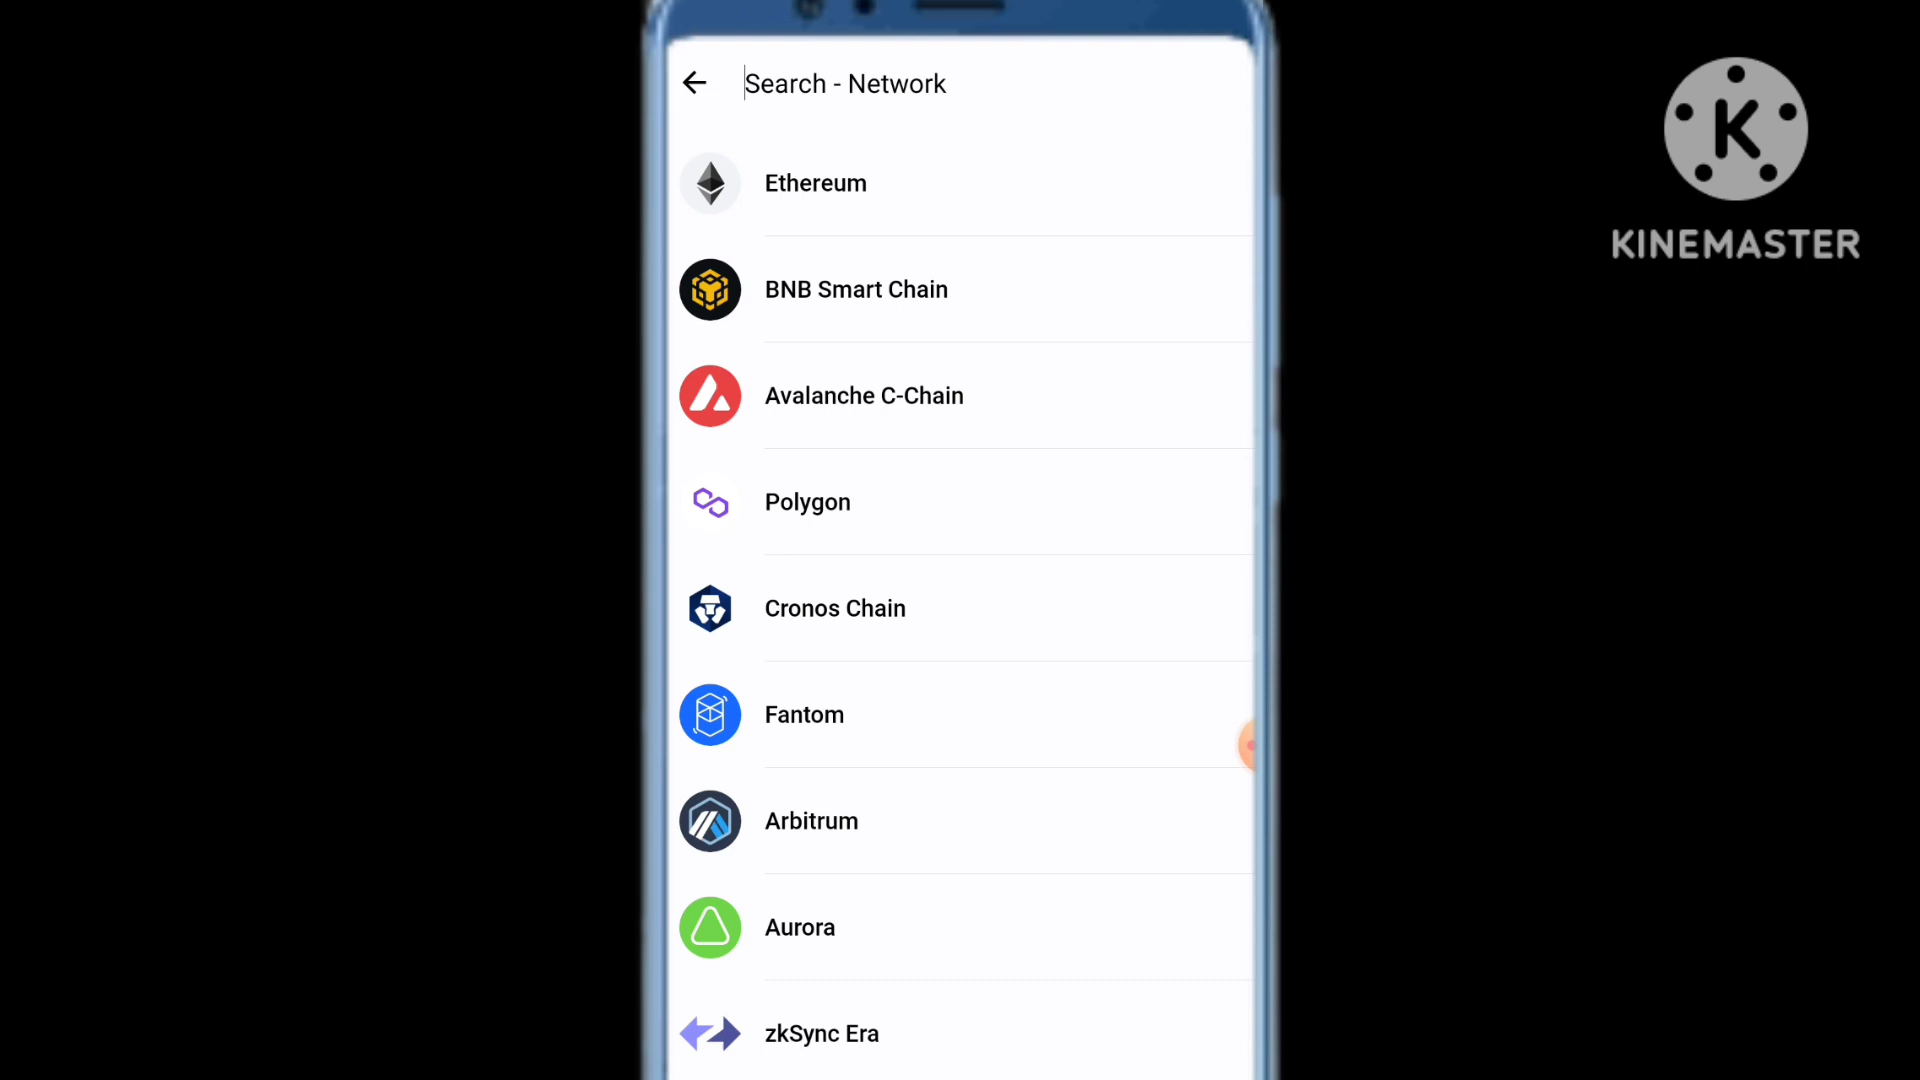 Search - Network
Ethereum
BNB Smart Chain
Avalanche C-Chain
Polygon
Cronos Chain
Fantom
Arbitrum
Aurora
zkSync Era
K
KINEMASTER